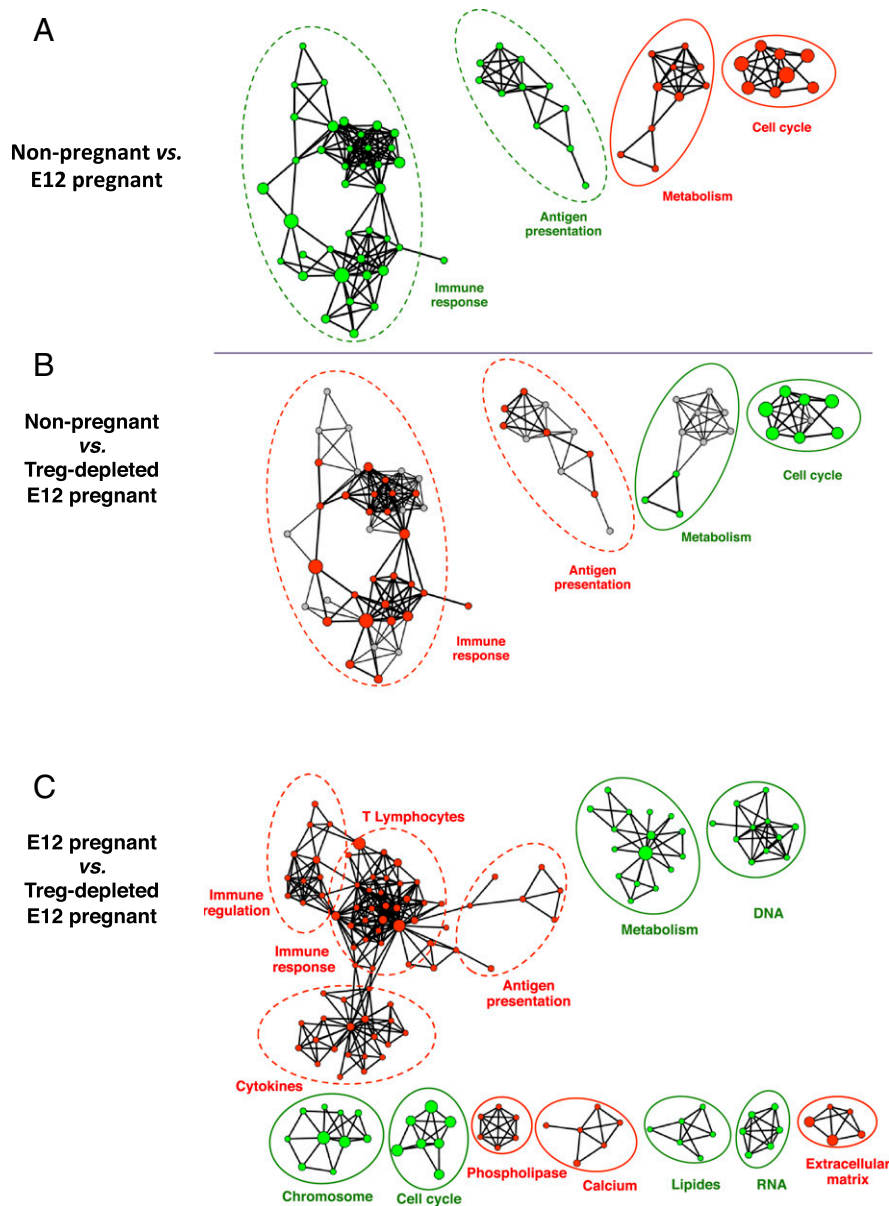 A
Non-pregnant vs.
E12 pregnant
Immune
response
Antigen
presentation
Metabolism
Cell cycle
B
Non-pregnant
vs.
Treg-depleted
E12 pregnant
Immune
response
Antigen
presentation
Metabolism
Cell cycle
C
E12 pregnant
vs.
Treg-depleted
E12 pregnant
T Lymphocytes
Immune
regulation
Immune
response
Antigen
presentation
Cytokines
Metabolism
DNA
Chromosome
Cell cycle
Phospholipase
Calcium
Lipides
RNA
Extracellular
matrix